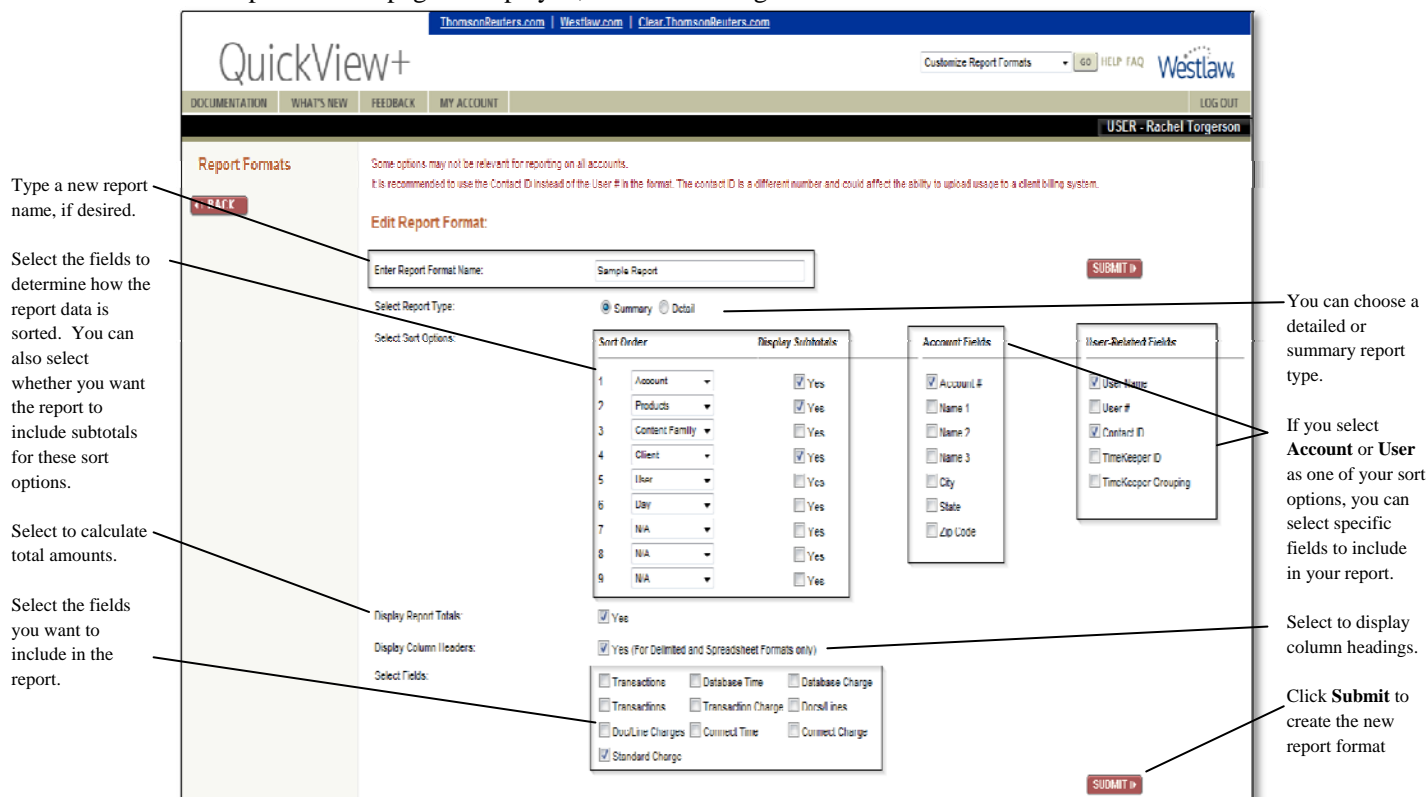 ThomsonReuters.com | Westlaw.com | Clear.ThomsonReuters.com
QuickView+
Customize Report Formats
GO
HELP FAQ
Westlaw.
DOCUMENTATION
WHAT'S NEW
FEEDBACK
MY ACCOUNT
LOG OUT
USER - Rachel Torgerson
Report Formats
BACK
Some options may not be relevant for reporting on all accounts.
It is recommended to use the Contact ID instead of the User # in the format. The contact ID is a different number and could affect the ability to upload usage to a client billing system.
Edit Report Format:
Enter Report Format Name:
Sample Report
SUBMIT
Select Report Type:
Summary
Detail
Select Sort Options:
Sort Order
Display Subtotals
1 Account Yes
2 Products Yes
3 Content Family Yes
4 Client Yes
5 User Yes
6 Day Yes
7 N/A Yes
8 N/A Yes
9 N/A Yes
Account Fields
Account #
Name 1
Name 2
Name 3
City
State
Zip Code
User-Related Fields
User Name
User #
Contact ID
TimeKeeper ID
TimeKeeper Grouping
Display Report Totals:
Yes
Display Column Headers:
Yes (For Delimited and Spreadsheet Formats only)
Select Fields:
Transactions Database Time Database Charge
Transactions Transaction Charge Docs/Lines
Doc/Line Charges Connect Time Connect Charge
Standard Charge
SUBMIT
Type a new report
name, if desired.
Select the fields to
determine how the
report data is
sorted. You can
also select
whether you want
the report to
include subtotals
for these sort
options.
Select to calculate
total amounts.
Select the fields
you want to
include in the
report.
You can choose a
detailed or
summary report
type.
If you select
Account or User
as one of your sort
options, you can
select specific
fields to include
in your report.
Select to display
column headings.
Click Submit to
create the new
report format